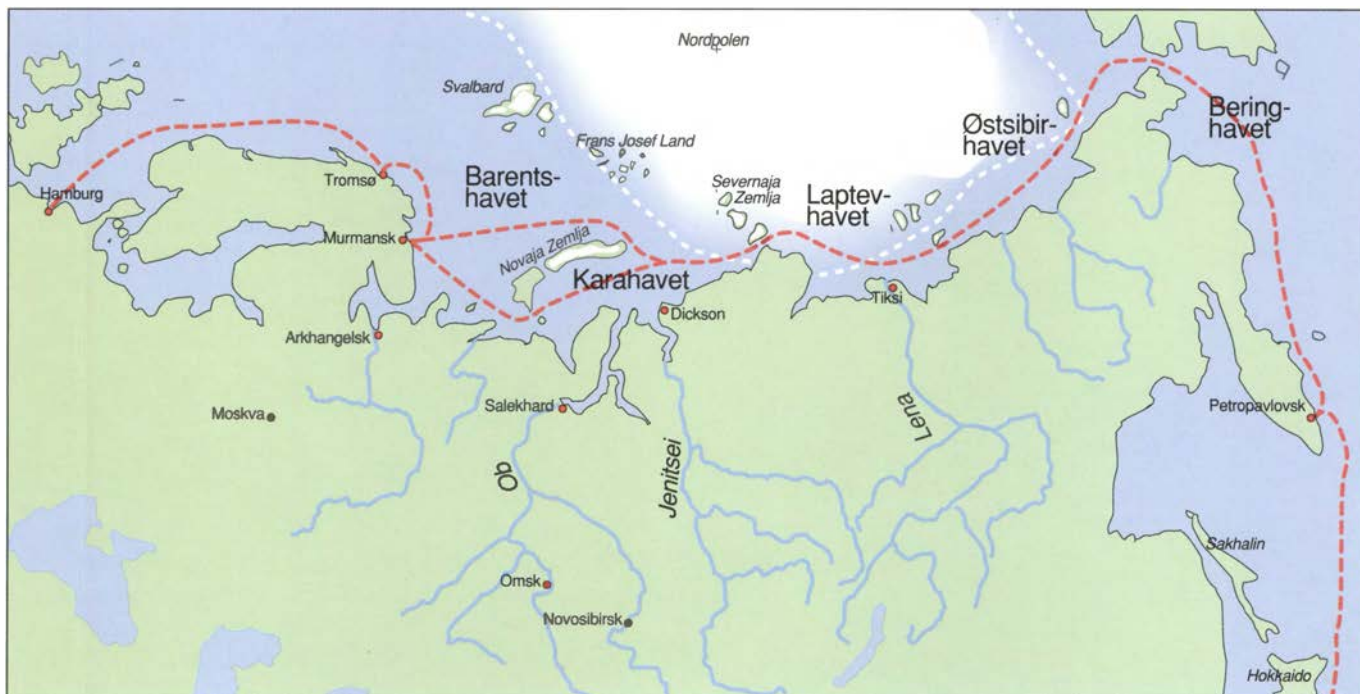 Nordpolen
Svalbard
Frans Josef Land
Østsibir-
havet
Bering-
havet
Hamburg
Tromsø
Barents-
havet
Severnaja
Zemlja
Laptev-
havet
Murmansk
Novaja Zemlja
Karahavet
Tiksi
Dickson
Arkhangelsk
Moskva
Salekhard
Petropavlovsk
Ob
Jenitsei
Lena
Sakhalin
Omsk
Novosibirsk
Hokkaido